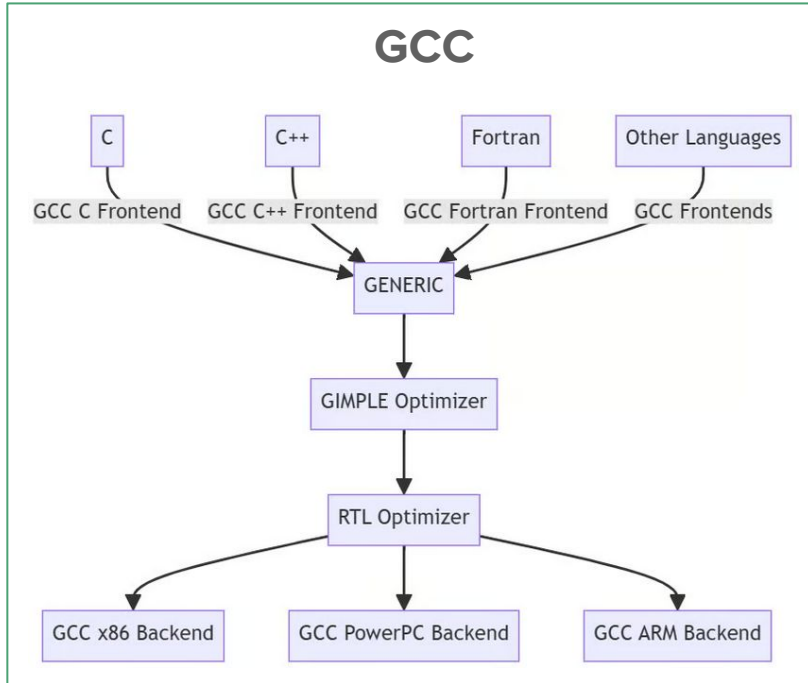 GCC
C
C++
Fortran
Other Languages
GCC C Frontend
GCC C++ Frontend
GCC Fortran Frontend
GCC Frontends
GENERIC
GIMPLE Optimizer
RTL Optimizer
GCC x86 Backend
GCC PowerPC Backend
GCC ARM Backend